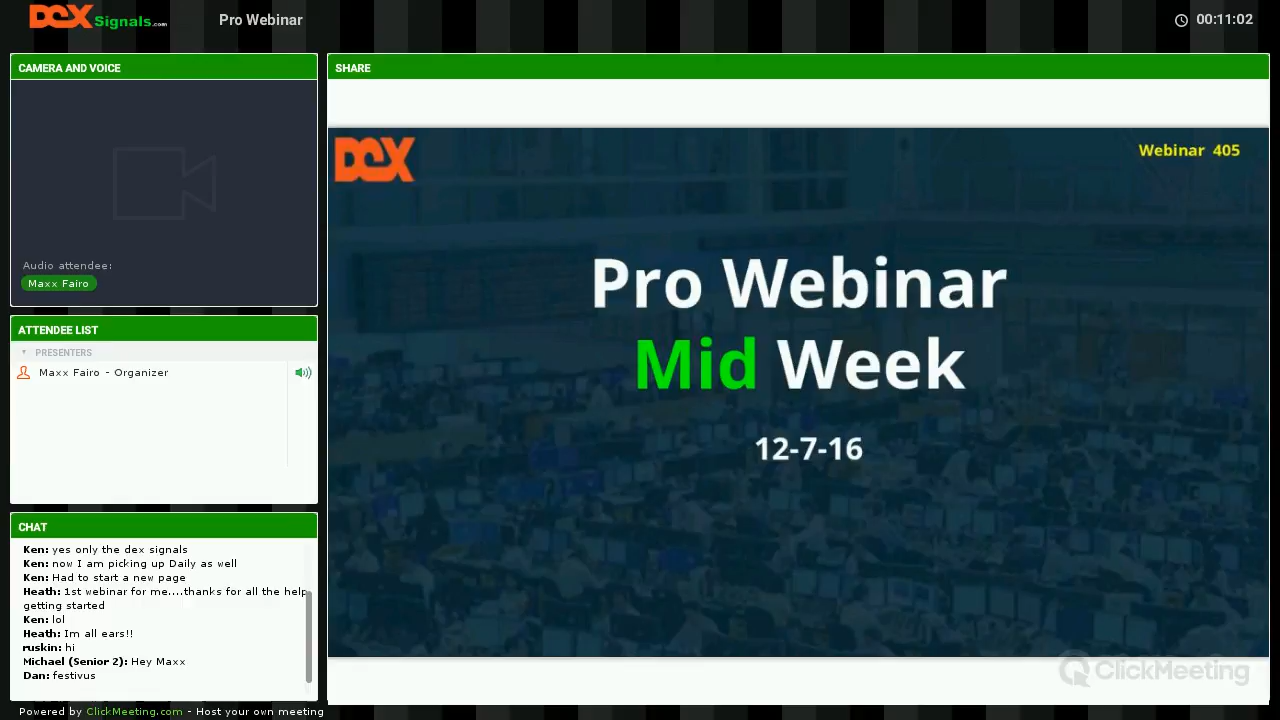 DEX Signals.com
Pro Webinar
00:11:02
CAMERA AND VOICE
Audio attendee:
Maxx Fairo
ATTENDEE LIST
PRESENTERS
Maxx Fairo - Organizer
CHAT
Ken: yes only the dex signals
Ken: now I am picking up Daily as well
Ken: Had to start a new page
Heath: 1st webinar for me....thanks for all the help
getting started
Ken: lol
Heath: Im all ears!!
ruskin: hi
Michael (Senior 2): Hey Maxx
Dan: festivus
Powered by ClickMeeting.com - Host your own meeting
SHARE
DEX
Webinar 405
Pro Webinar
Mid Week
12-7-16
ClickMeeting